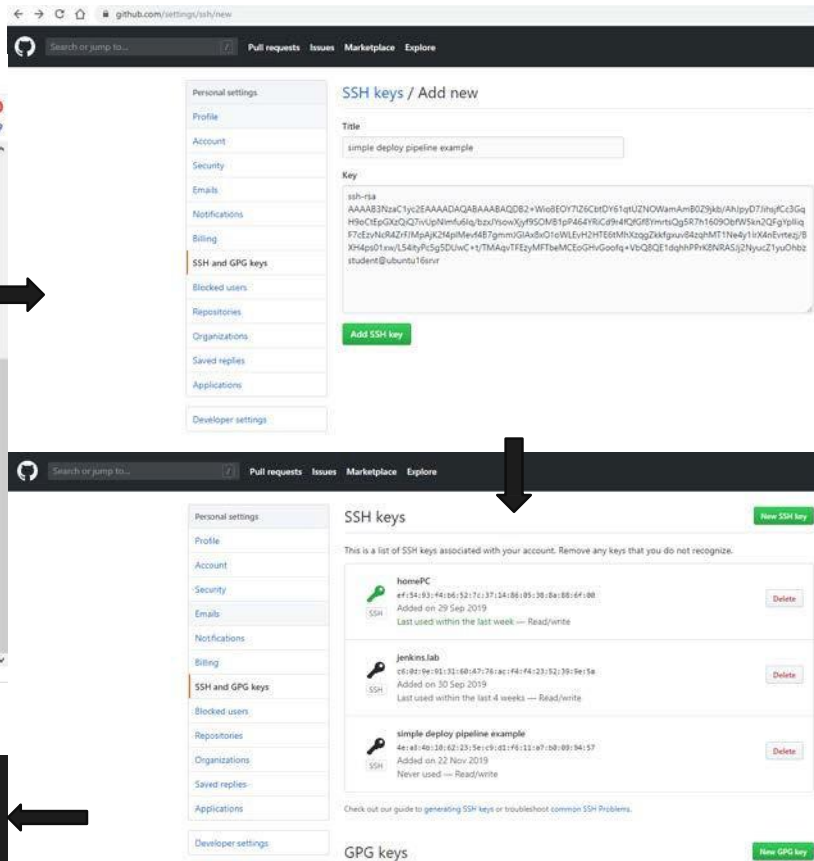 github.com/settings/ssh/new
Search or jump to...
/
Pull requests Issues Marketplace Explore
Personal settings
Profile
Account
Security
Emails
Notifications
Billing
SSH and GPG keys
Blocked users
Repositories
Organizations
Saved replies
Applications
Developer settings
SSH keys / Add new
Title
simple deploy pipeline example
Key
ssh-rsa
student@ubuntu16srvr
Add SSH key
Search or jump to...
/
Pull requests Issues Marketplace Explore
Personal settings
Profile
Account
Security
Emails
Notifications
Billing
SSH and GPG keys
Blocked users
Repositories
Organizations
Saved replies
Applications
Developer settings
SSH keys
New SSH key
This is a list of SSH keys associated with your account. Remove any keys that you do not recognize.
homePC
SSH
Added on 29 Sep 2019
Last used within the last week — Read/write
Delete
jenkins.lab
SSH
Added on 30 Sep 2019
Last used within the last 4 weeks — Read/write
Delete
simple deploy pipeline example
SSH
Added on 22 Nov 2019
Never used — Read/write
Delete
Check out our guide to generating SSH keys or troubleshoot common SSH Problems.
GPG keys
New GPG key